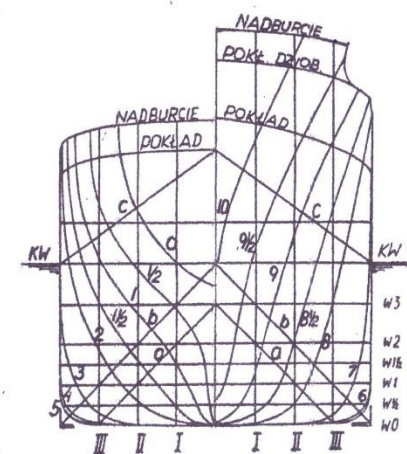 NADBURCIE
POKŁ. DZIOB.
NADBURCIE
POKŁAD
POKŁAD
C
10
C
0
9½
KW
½
9
KW
1
1½
b
b
8½
W3
2
a
a
8
W2
3
7
W1½
W1
4
6
W½
5
W0
III
II
I
I
II
III